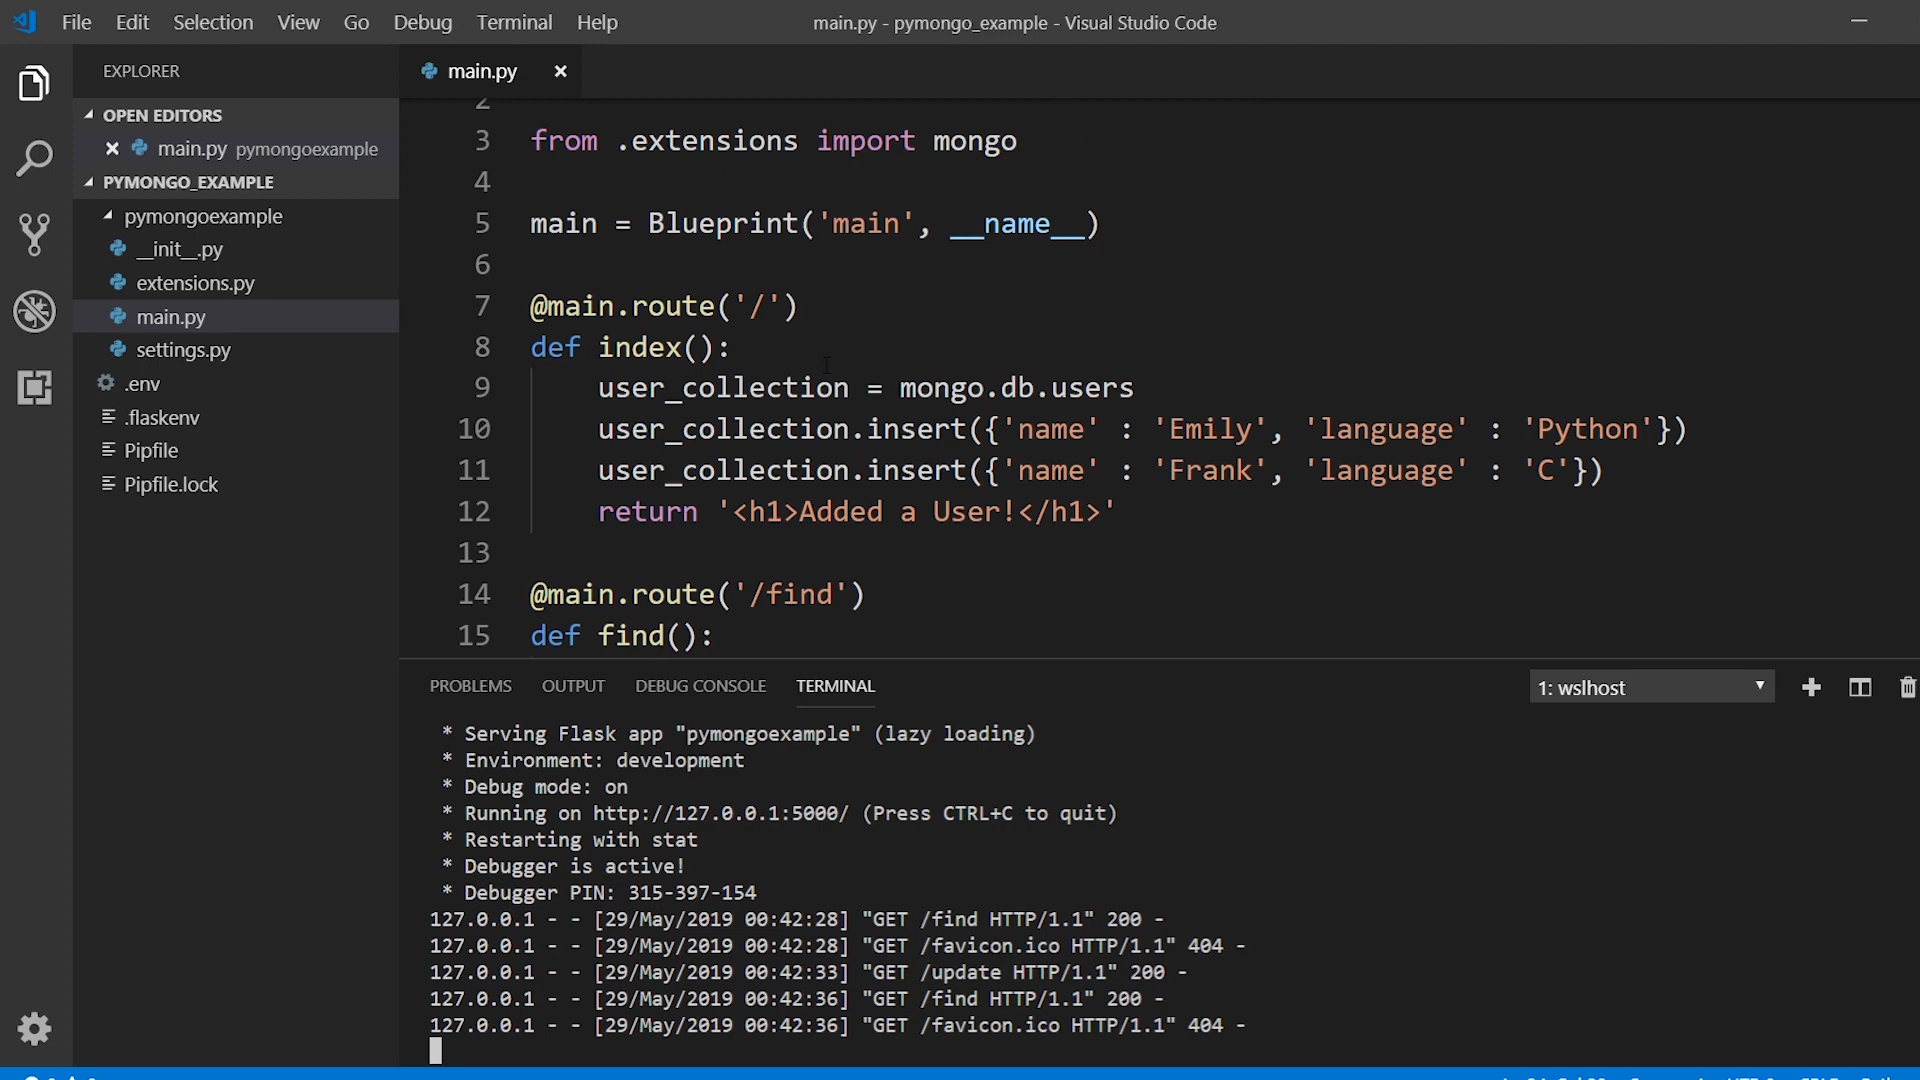 File Edit Selection View Go Debug Terminal Help
main.py - pymongo_example - Visual Studio Code
EXPLORER
OPEN EDITORS
main.py pymongoexample
PYMONGO_EXAMPLE
pymongoexample
__init__.py
extensions.py
main.py
settings.py
.env
.flaskenv
Pipfile
Pipfile.lock
main.py
2
3 from .extensions import mongo
4
5 main = Blueprint('main', __name__)
6
7 @main.route('/')
8 def index():
9 user_collection = mongo.db.users
10 user_collection.insert({'name' : 'Emily', 'language' : 'Python'})
11 user_collection.insert({'name' : 'Frank', 'language' : 'C'})
12 return '<h1>Added a User!</h1>'
13
14 @main.route('/find')
15 def find():
PROBLEMS OUTPUT DEBUG CONSOLE TERMINAL
1: wslhost
* Serving Flask app "pymongoexample" (lazy loading)
* Environment: development
* Debug mode: on
* Running on http://127.0.0.1:5000/ (Press CTRL+C to quit)
* Restarting with stat
* Debugger is active!
* Debugger PIN: 315-397-154
127.0.0.1 - - [29/May/2019 00:42:28] "GET /find HTTP/1.1" 200 -
127.0.0.1 - - [29/May/2019 00:42:28] "GET /favicon.ico HTTP/1.1" 404 -
127.0.0.1 - - [29/May/2019 00:42:33] "GET /update HTTP/1.1" 200 -
127.0.0.1 - - [29/May/2019 00:42:36] "GET /find HTTP/1.1" 200 -
127.0.0.1 - - [29/May/2019 00:42:36] "GET /favicon.ico HTTP/1.1" 404 -